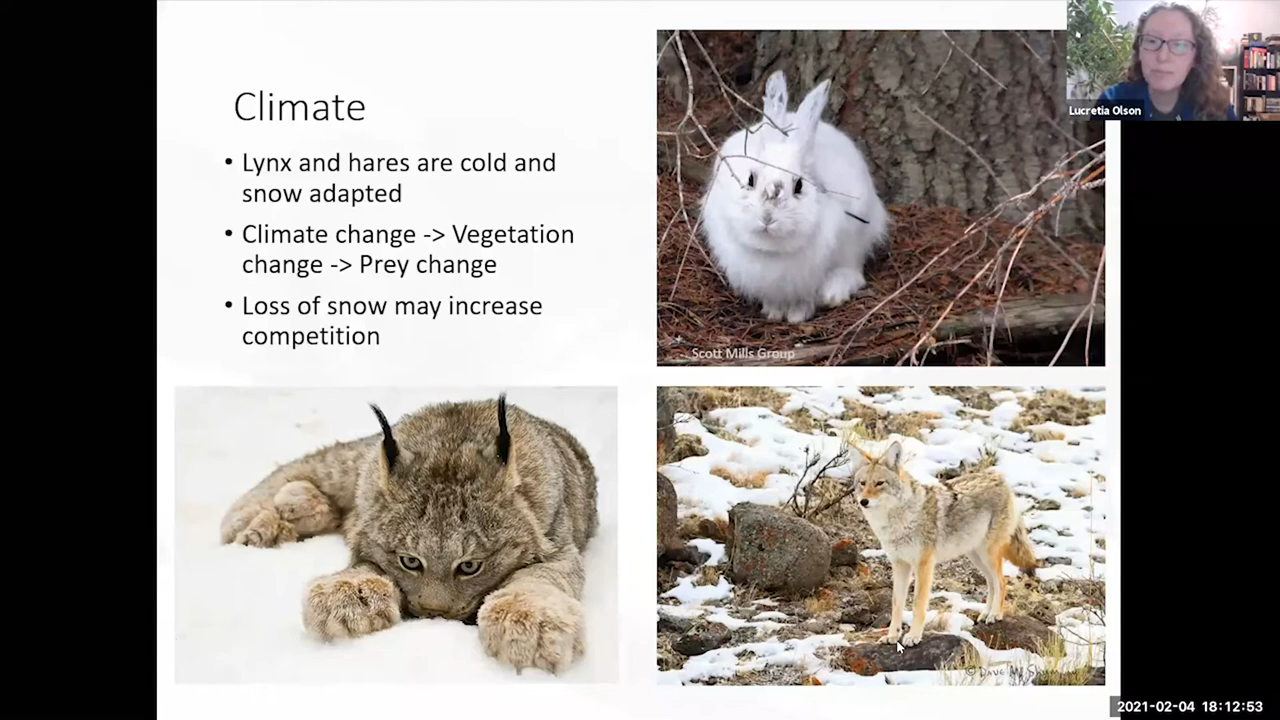 Climate
• Lynx and hares are cold and
snow adapted
• Climate change -> Vegetation
change -> Prey change
• Loss of snow may increase
competition
Lucretia Olson
Scott Mills Group
2021-02-04 18:12:53